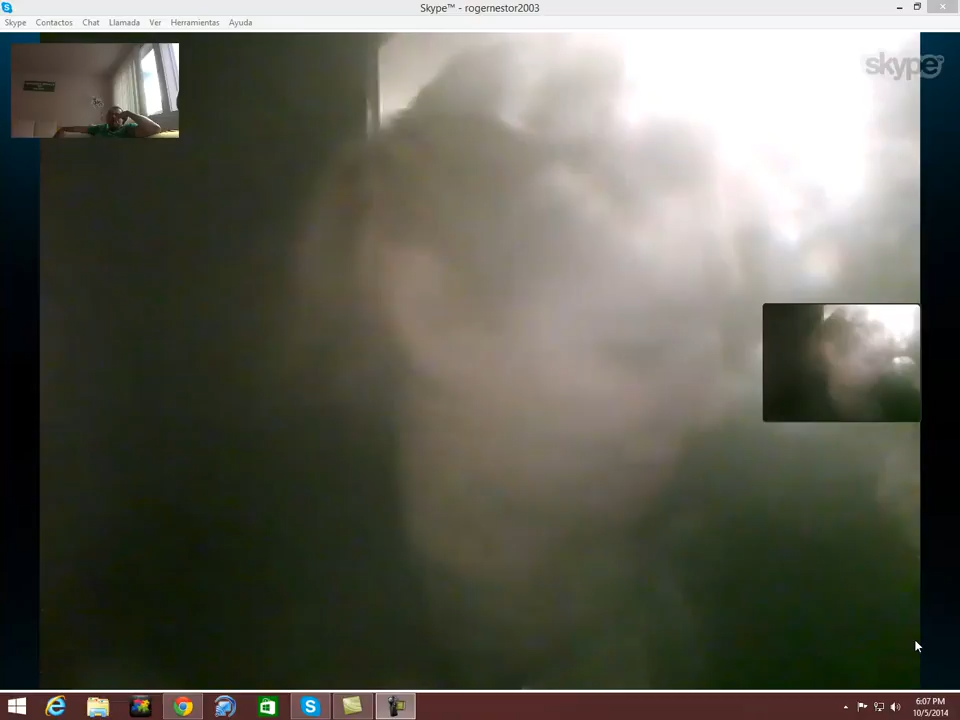 Skype™ - rogernestor2003
Skype Contactos Chat Llamada Ver Herramientas Ayuda
skype
6:07 PM
10/5/2014